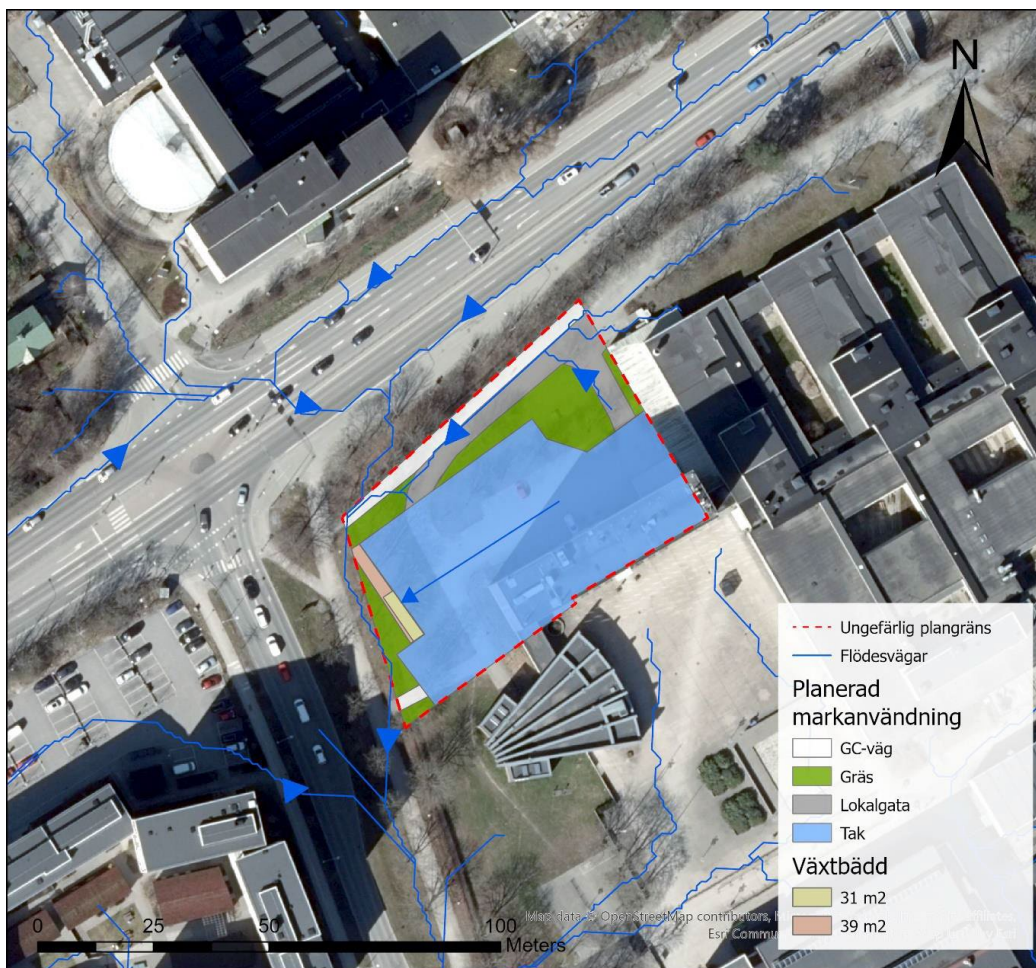 N
Ungefärlig plangräns
Flödesvägar
Planerad
markanvändning
GC-väg
Gräs
Lokalgata
Tak
Växtbädd
31 m2
39 m2
0 25 50 100
Meters
Map data © OpenStreetMap contributors,
Esri